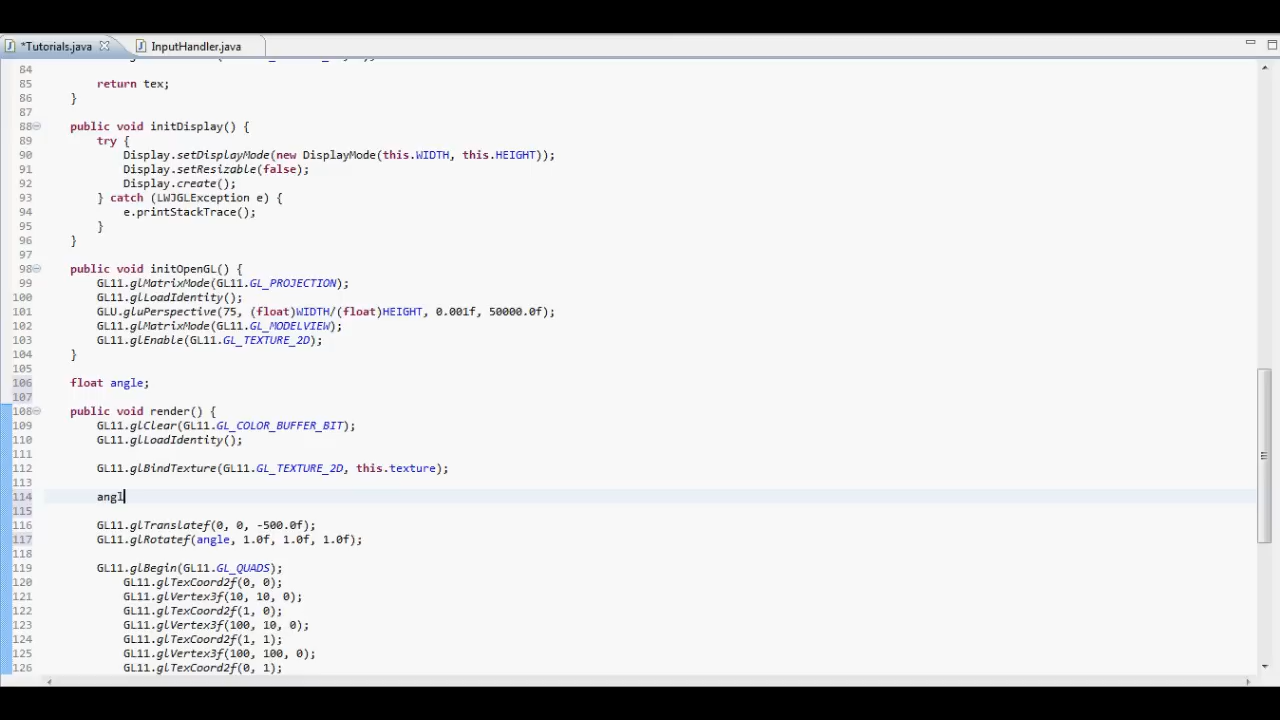 *Tutorials.java InputHandler.java
84
85 return tex;
86 }
87
88 public void initDisplay() {
89 try {
90 Display.setDisplayMode(new DisplayMode(this.WIDTH, this.HEIGHT));
91 Display.setResizable(false);
92 Display.create();
93 } catch (LWJGLException e) {
94 e.printStackTrace();
95 }
96 }
97
98 public void initOpenGL() {
99 GL11.glMatrixMode(GL11.GL_PROJECTION);
100 GL11.glLoadIdentity();
101 GLU.gluPerspective(75, (float)WIDTH/(float)HEIGHT, 0.001f, 50000.0f);
102 GL11.glMatrixMode(GL11.GL_MODELVIEW);
103 GL11.glEnable(GL11.GL_TEXTURE_2D);
104 }
105
106 float angle;
107
108 public void render() {
109 GL11.glClear(GL11.GL_COLOR_BUFFER_BIT);
110 GL11.glLoadIdentity();
111
112 GL11.glBindTexture(GL11.GL_TEXTURE_2D, this.texture);
113
114 angl
115
116 GL11.glTranslatef(0, 0, -500.0f);
117 GL11.glRotatef(angle, 1.0f, 1.0f, 1.0f);
118
119 GL11.glBegin(GL11.GL_QUADS);
120 GL11.glTexCoord2f(0, 0);
121 GL11.glVertex3f(10, 10, 0);
122 GL11.glTexCoord2f(1, 0);
123 GL11.glVertex3f(100, 10, 0);
124 GL11.glTexCoord2f(1, 1);
125 GL11.glVertex3f(100, 100, 0);
126 GL11.glTexCoord2f(0, 1);